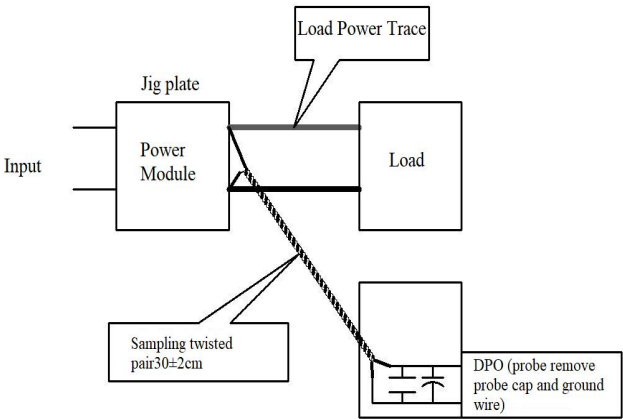 Load Power Trace
Jig plate
Input
Power
Module
Load
Sampling twisted
pair30±2cm
DPO (probe remove
probe cap and ground
wire)